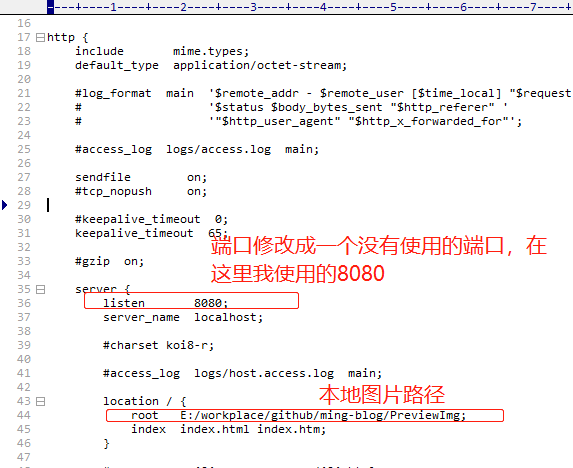 ----+----1----+----2----+----3----+----4----+----5----+----6----+----7----+
16
17 http {
18 include mime.types;
19 default_type application/octet-stream;
20
21 #log_format main '$remote_addr - $remote_user [$time_local] "$request
22 # '$status $body_bytes_sent "$http_referer" '
23 # '"$http_user_agent" "$http_x_forwarded_for"';
24
25 #access_log logs/access.log main;
26
27 sendfile on;
28 #tcp_nopush on;
29
30 #keepalive_timeout 0;
31 keepalive_timeout 65;
32
端口修改成一个没有使用的端口，在
33 #gzip on;
这里我使用的8080
34
35 server {
36 listen 8080;
37 server_name localhost;
38
39 #charset koi8-r;
40
41 #access_log logs/host.access.log main;
42
本地图片路径
43 location / {
44 root E:/workplace/github/ming-blog/PreviewImg;
45 index index.html index.htm;
46 }
47